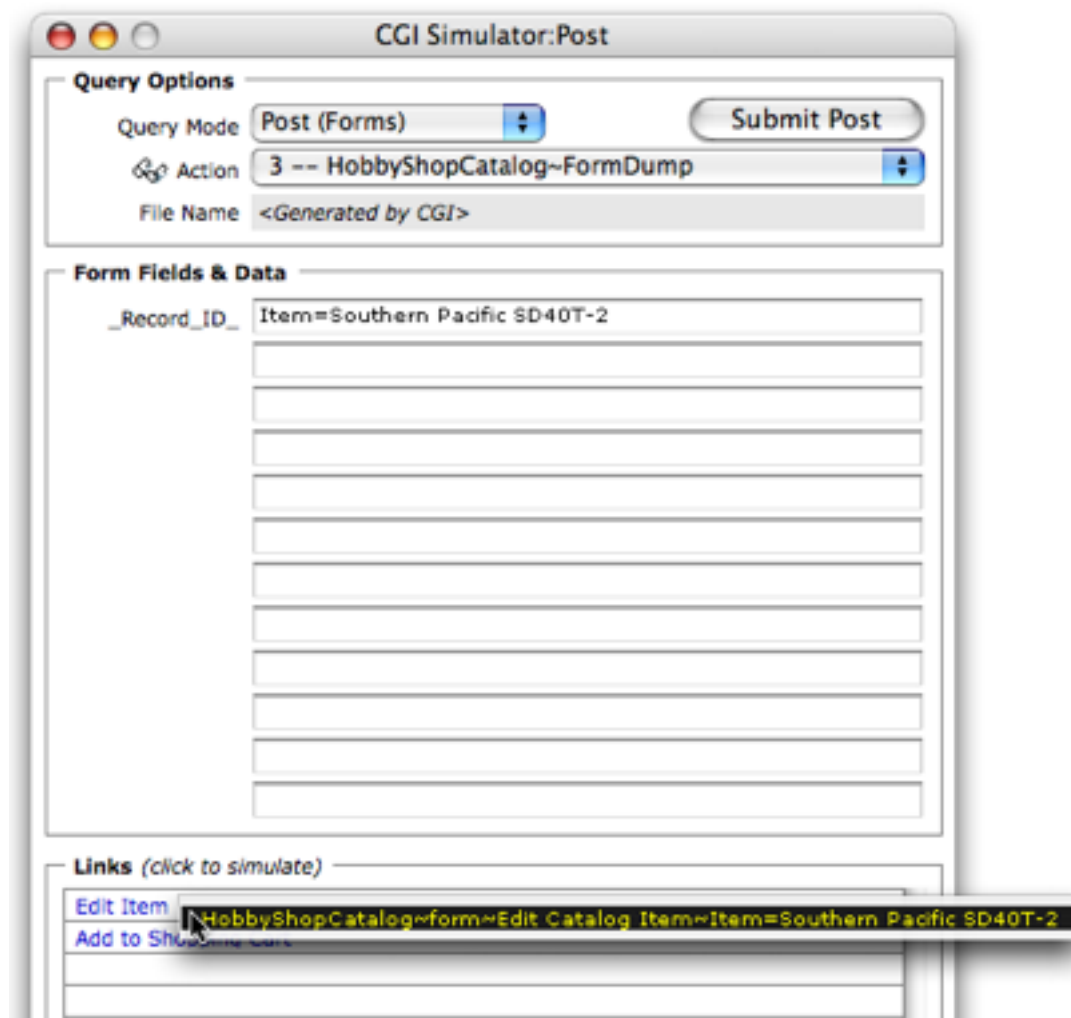 CGI Simulator:Post
Query Options
Query Mode Post (Forms) Submit Post
Action 3 -- HobbyShopCatalog~FormDump
File Name <Generated by CGI>
Form Fields & Data
_Record_ID_ Item=Southern Pacific SD40T-2
Links (click to simulate)
Edit Item
HobbyShopCatalog~form~Edit Catalog Item~Item=Southern Pacific SD40T-2
Add to Shopping Cart